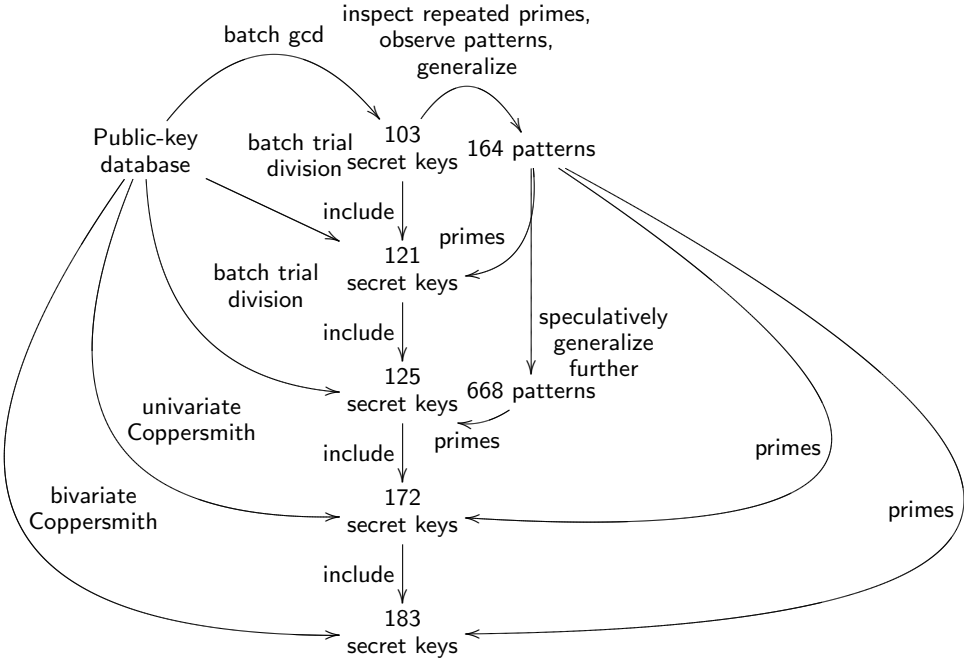 inspect repeated primes,
observe patterns,
generalize
batch gcd
Public-key
database
batch trial
division
103
secret keys
164 patterns
include
primes
121
secret keys
batch trial
division
include
speculatively
generalize
further
125
secret keys
668 patterns
univariate
Coppersmith
include
primes
primes
bivariate
Coppersmith
172
secret keys
primes
include
183
secret keys